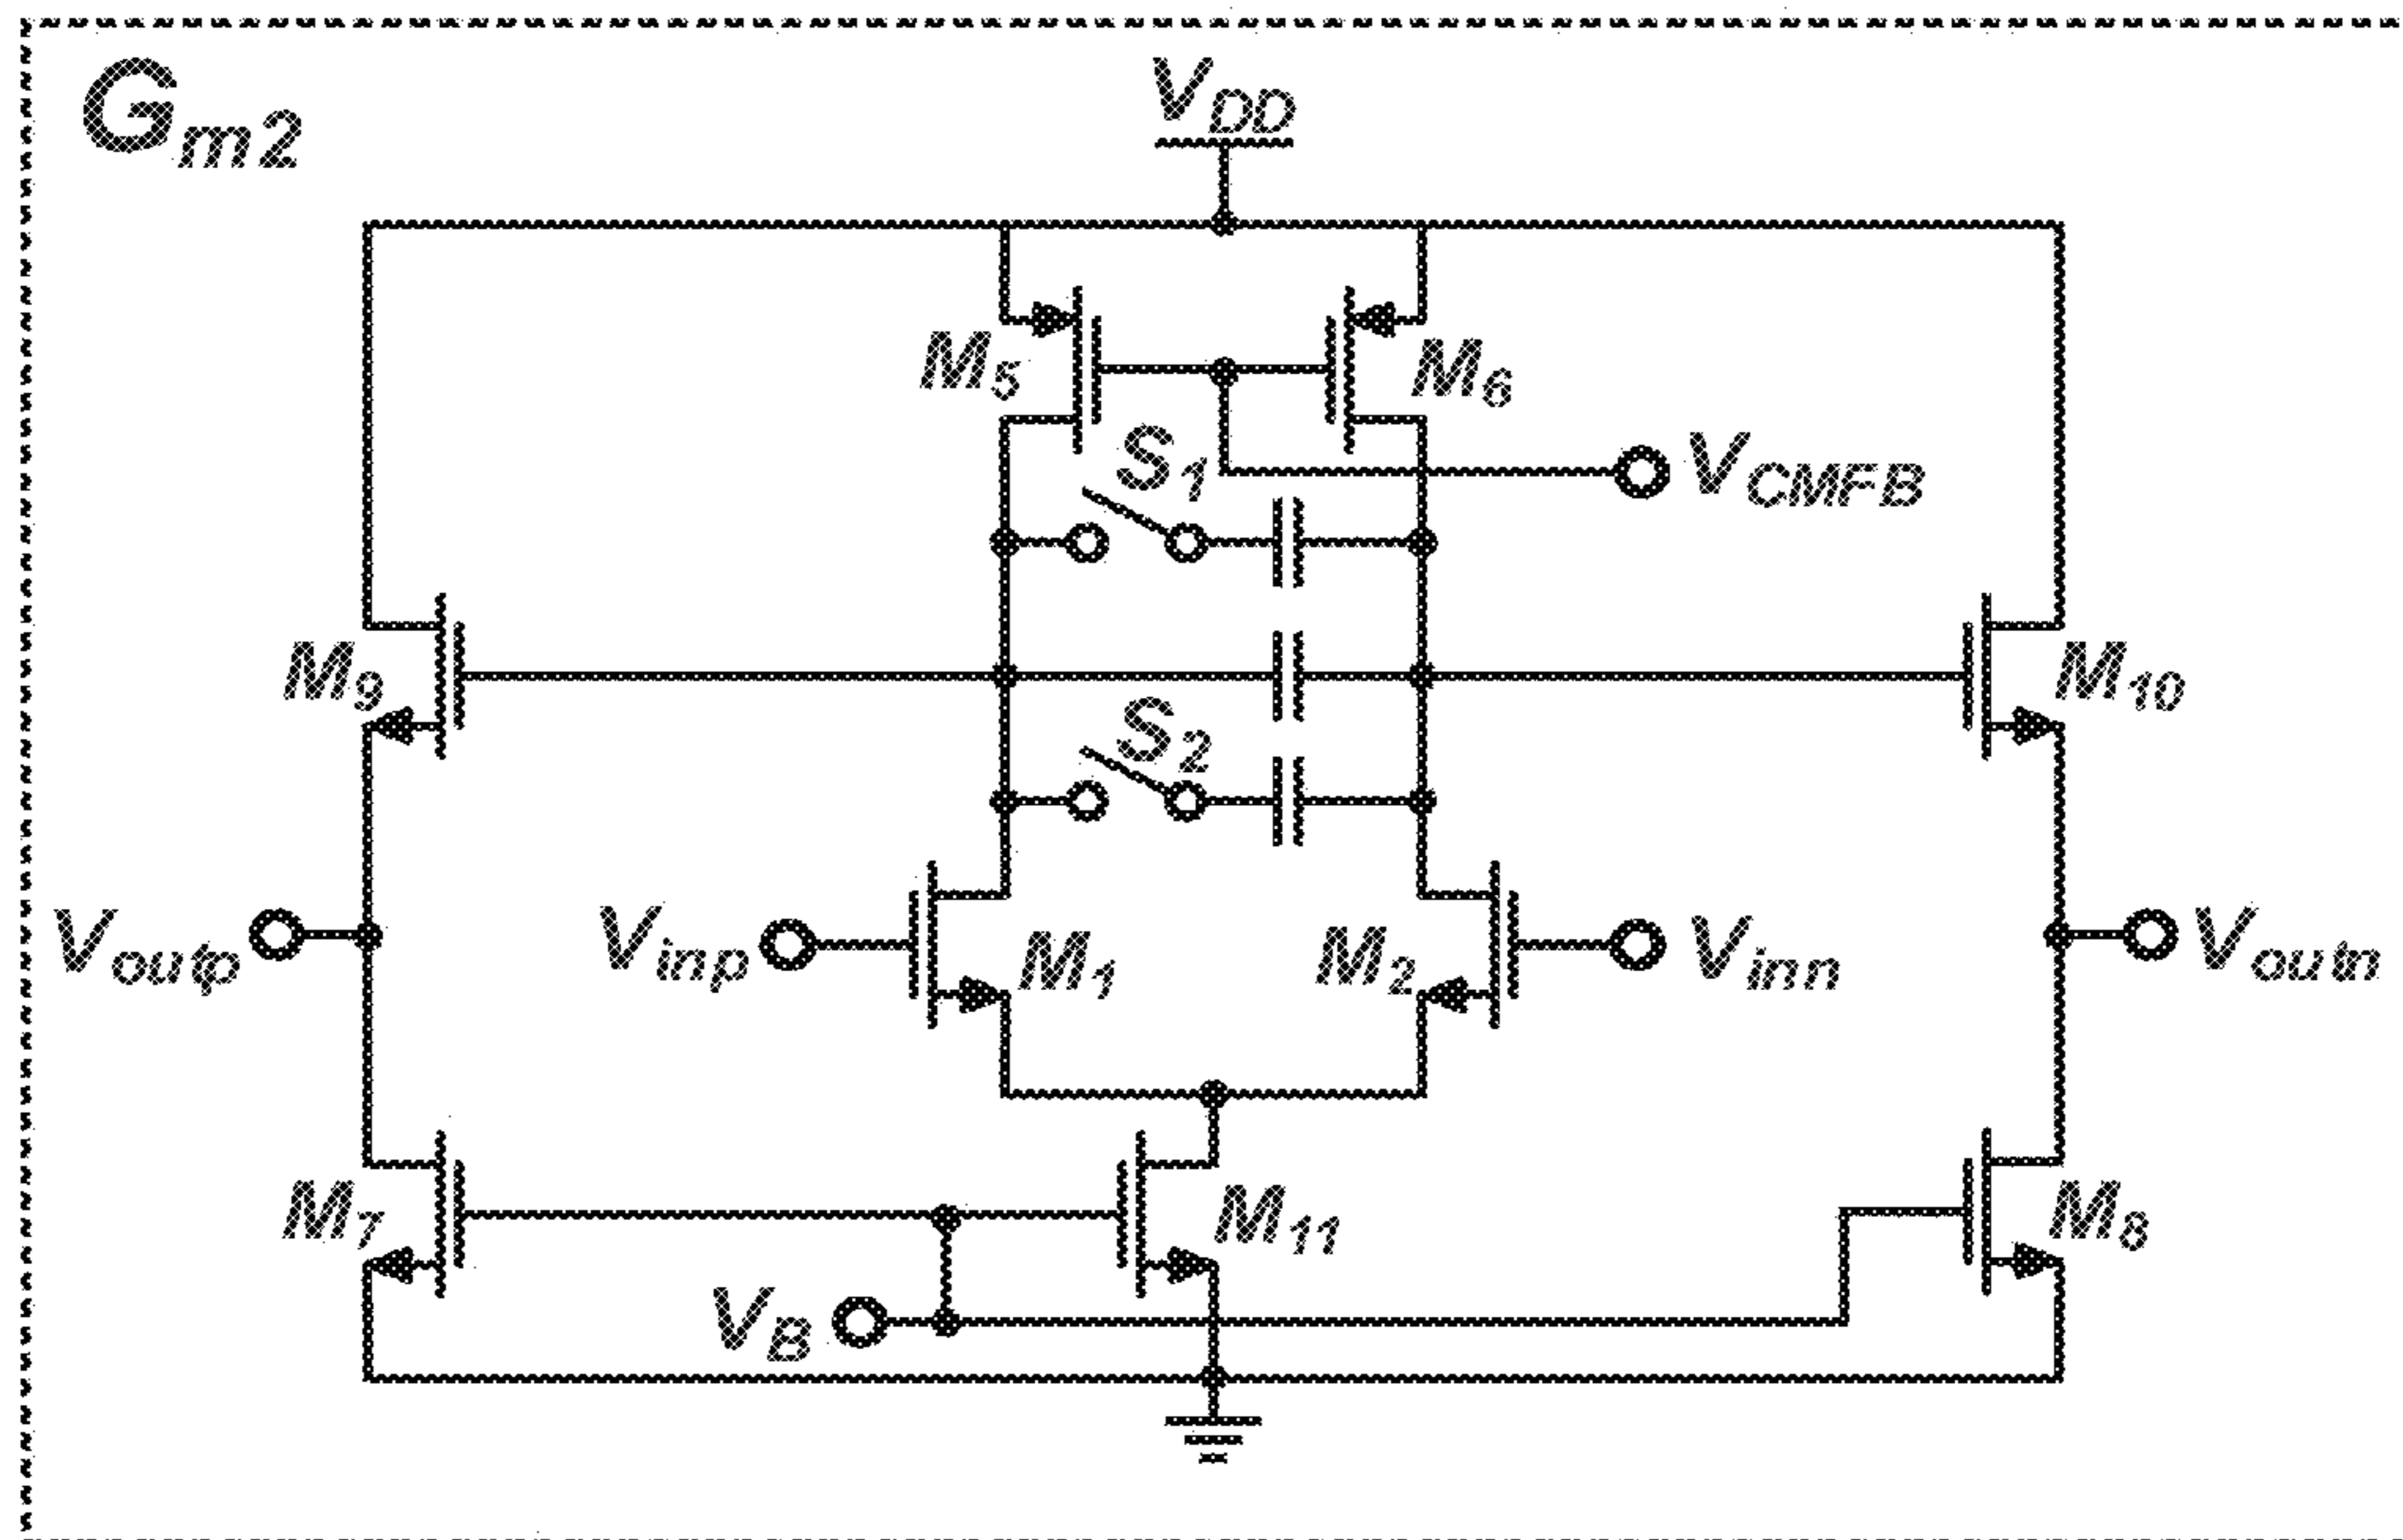 Gm2
VDD
M5
M6
S1
VCMFB
M9
M10
S2
Voutp
Vinp
M1
M2
Vinn
Voutn
M7
M11
M8
VB